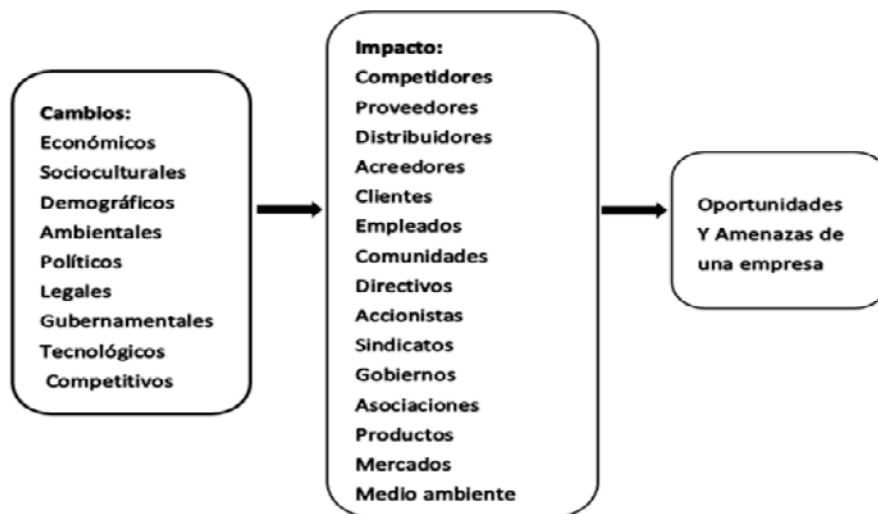 Cambios:
Económicos
Socioculturales
Demográficos
Ambientales
Políticos
Legales
Gubernamentales
Tecnológicos
Competitivos
Impacto:
Competidores
Proveedores
Distribuidores
Acreedores
Clientes
Empleados
Comunidades
Directivos
Accionistas
Sindicatos
Gobiernos
Asociaciones
Productos
Mercados
Medio ambiente
Oportunidades
Y Amenazas de
una empresa